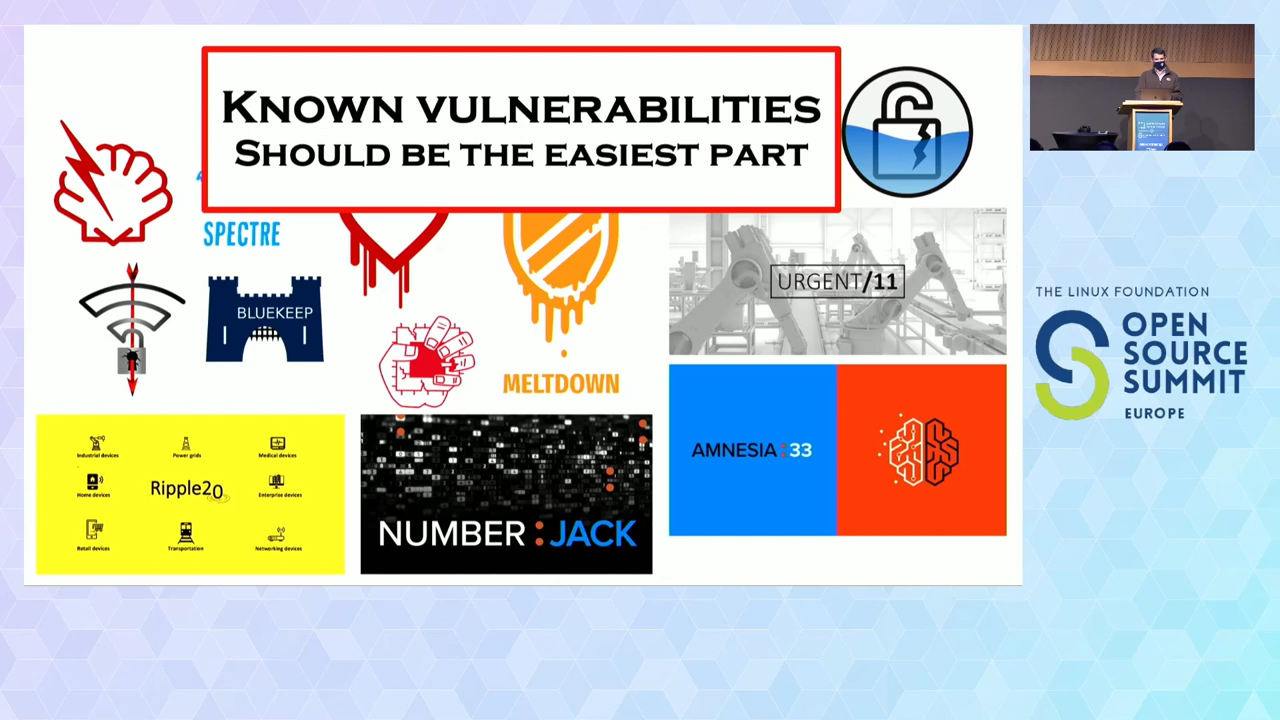 KNOWN VULNERABILITIES
SHOULD BE THE EASIEST PART
SPECTRE
BLUEKEEP
MELTDOWN
URGENT/11
Industrial devices
Power grids
Medical devices
Home devices
Ripple20
Enterprise devices
Retail devices
Transportation
Networking devices
NUMBER:JACK
AMNESIA:33
THE LINUX FOUNDATION
OPEN
SOURCE
SUMMIT
EUROPE